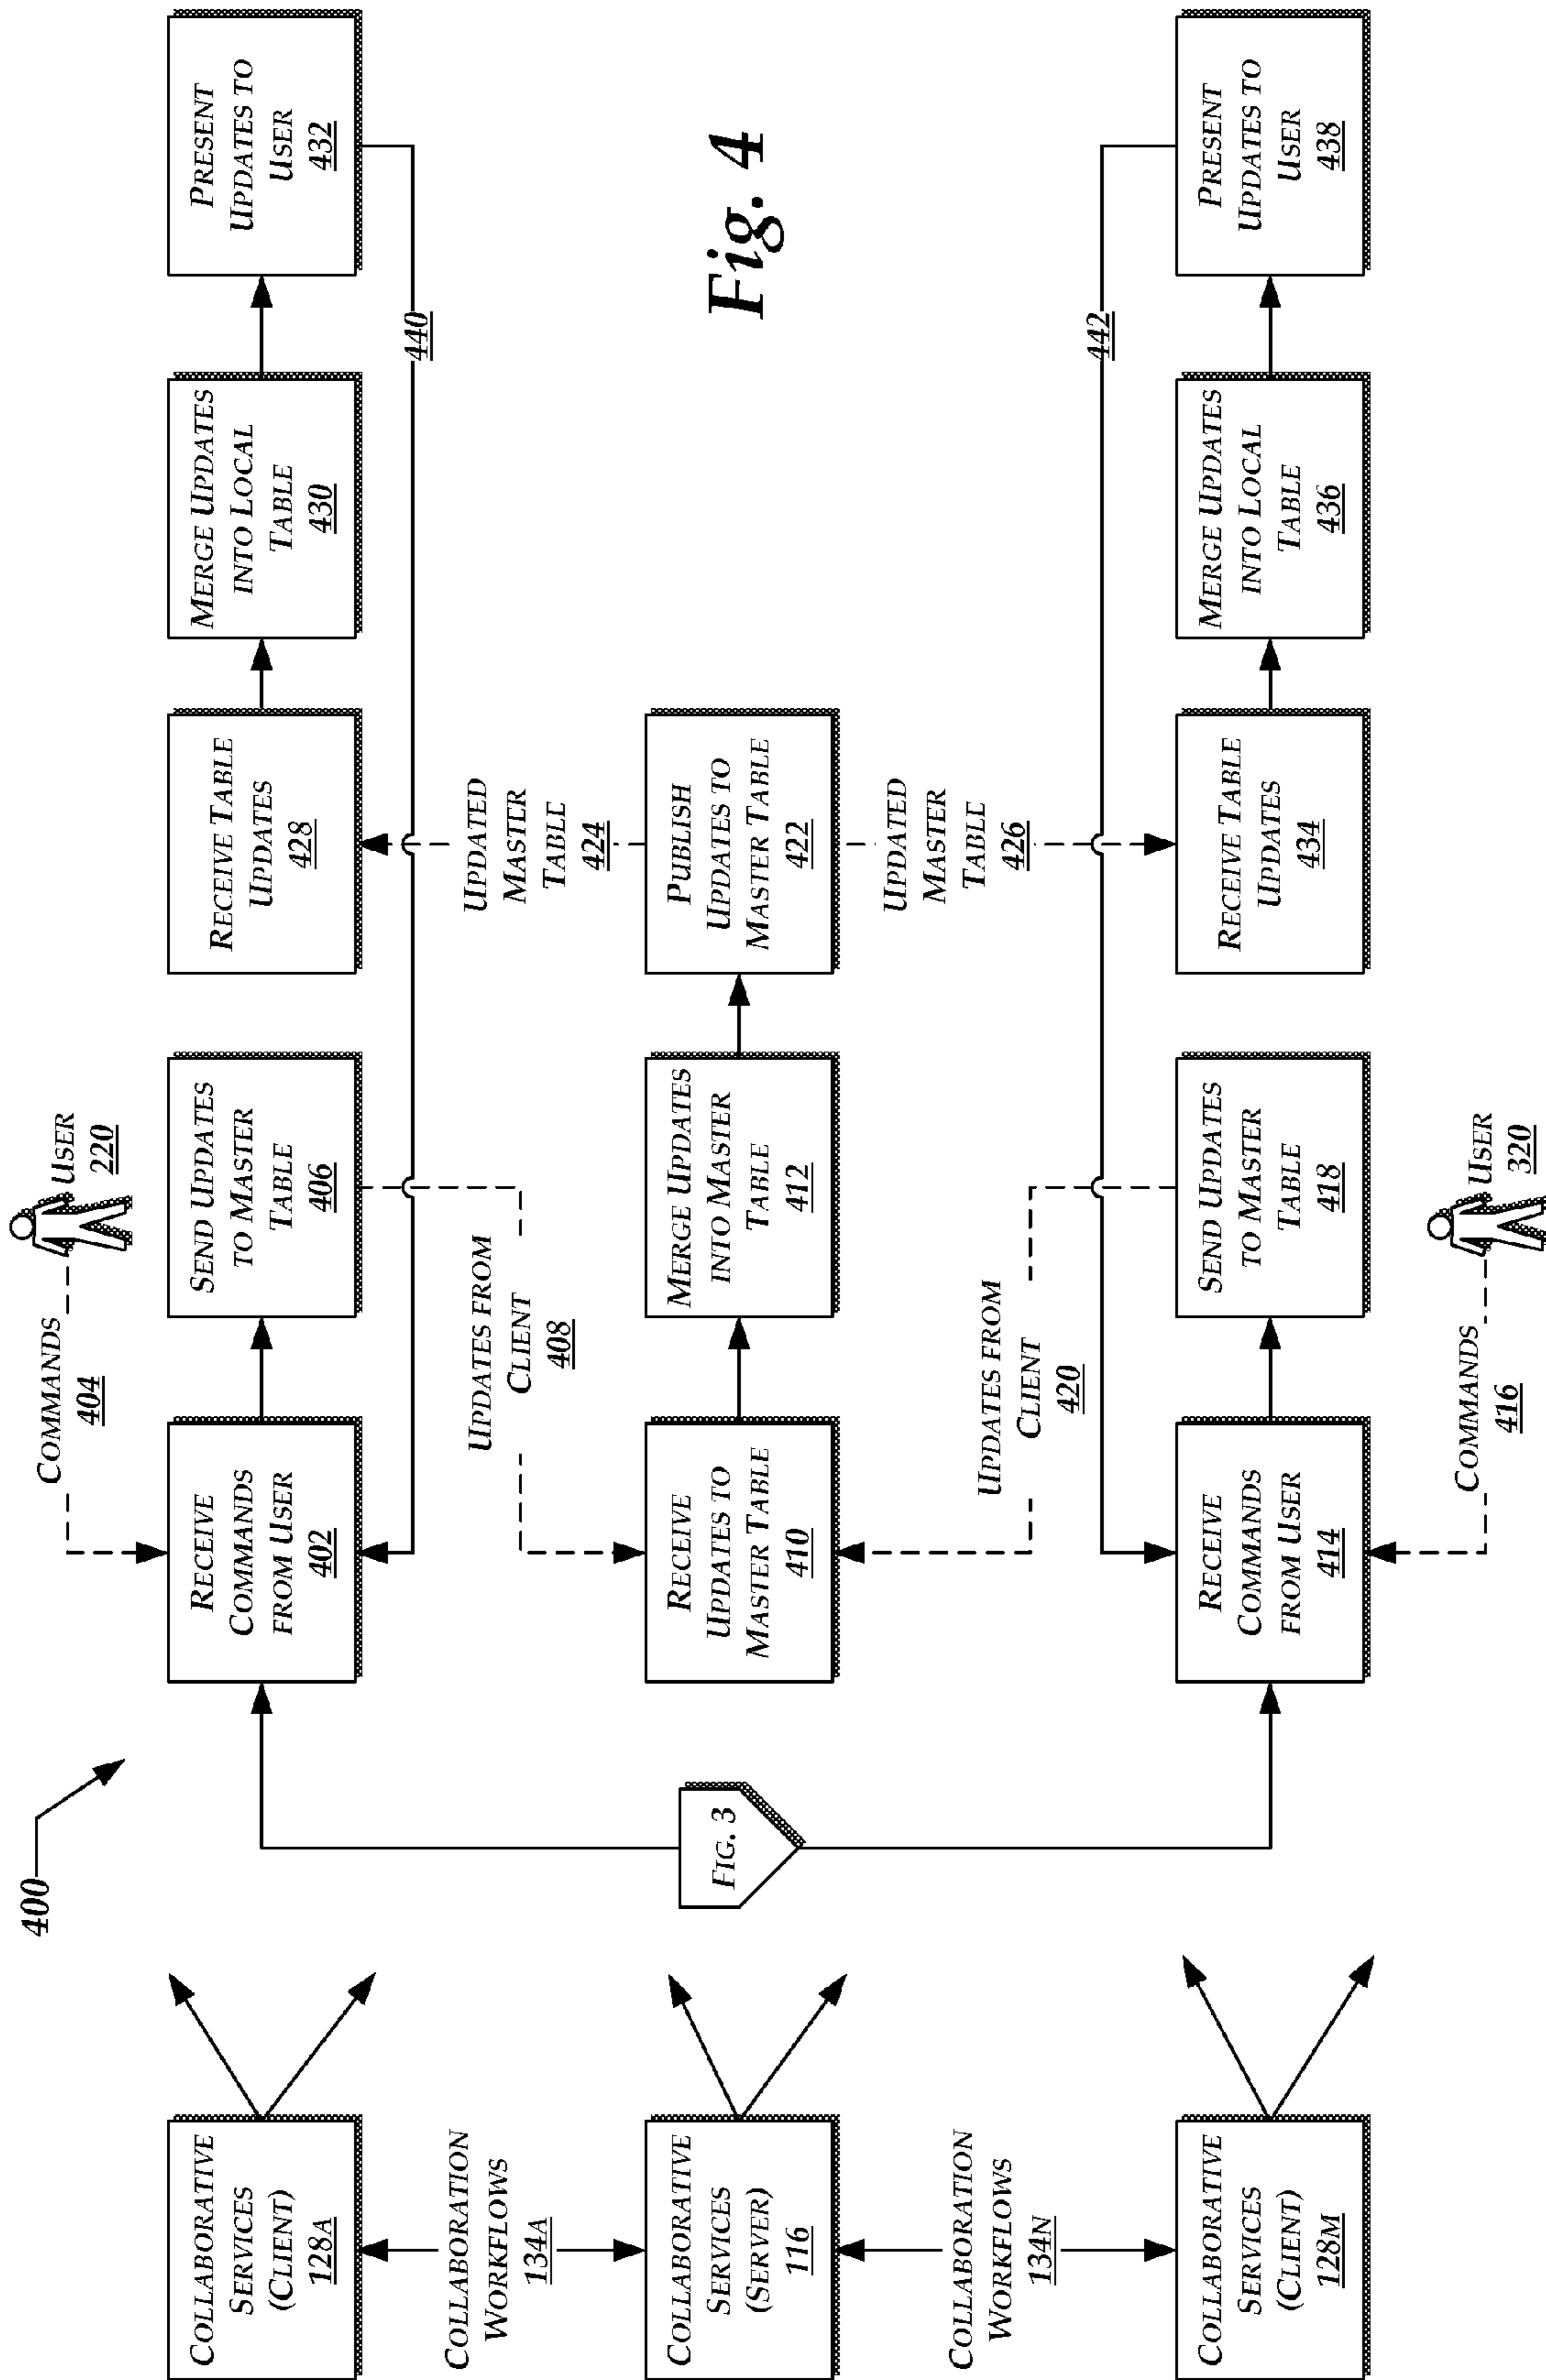 400
COLLABORATIVE
SERVICES
(CLIENT)
128A
COLLABORATION
WORKFLOWS
134A
COLLABORATIVE
SERVICES
(SERVER)
116
COLLABORATION
WORKFLOWS
134N
COLLABORATIVE
SERVICES
(CLIENT)
128M
FIG. 3
COMMANDS
404
USER
220
RECEIVE
COMMANDS
FROM USER
402
SEND UPDATES
TO MASTER
TABLE
406
RECEIVE TABLE
UPDATES
428
MERGE UPDATES
INTO LOCAL
TABLE
430
PRESENT
UPDATES TO
USER
432
440
UPDATES FROM
CLIENT
408
UPDATED
MASTER
TABLE
424
RECEIVE
UPDATES TO
MASTER TABLE
410
MERGE UPDATES
INTO MASTER
TABLE
412
PUBLISH
UPDATES TO
MASTER TABLE
422
Fig. 4
UPDATES FROM
CLIENT
420
UPDATED
MASTER
TABLE
426
442
RECEIVE
COMMANDS
FROM USER
414
SEND UPDATES
TO MASTER
TABLE
418
RECEIVE TABLE
UPDATES
434
MERGE UPDATES
INTO LOCAL
TABLE
436
PRESENT
UPDATES TO
USER
438
COMMANDS
416
USER
320